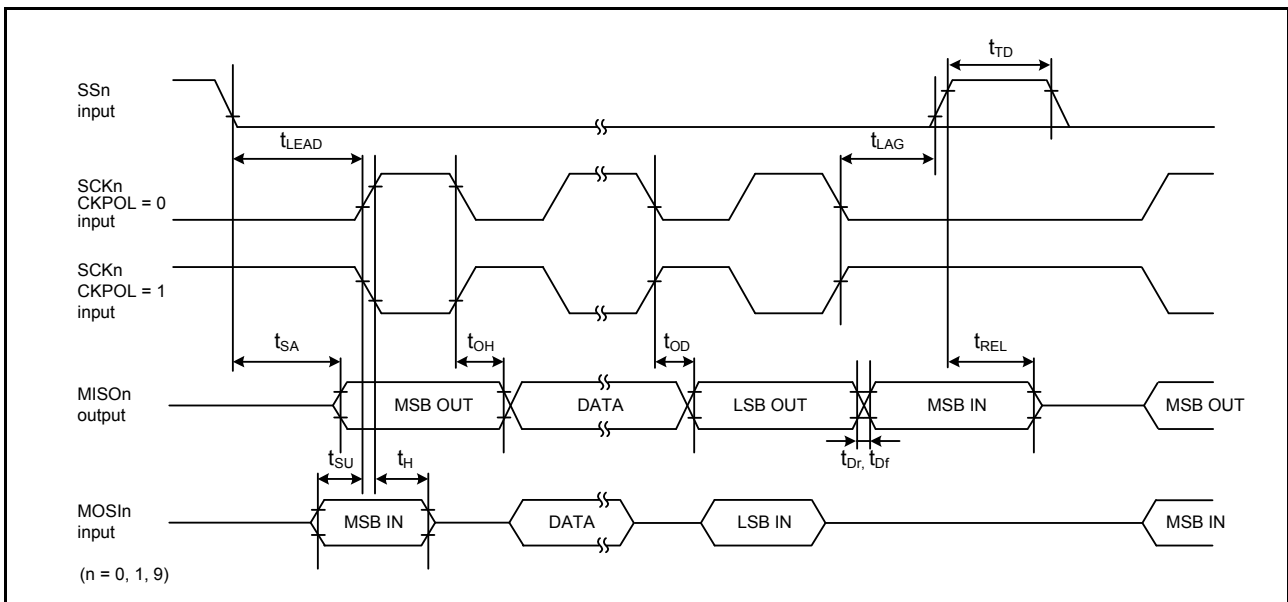 tTD
SSn
input
tLEAD
tLAG
SCKn
CKPOL = 0
input
SCKn
CKPOL = 1
input
tSA
tOH
tOD
tREL
MISOn
output
MSB OUT
DATA
LSB OUT
MSB IN
MSB OUT
tSU
tH
tDr, tDf
MOSIn
input
MSB IN
DATA
LSB IN
MSB IN
(n = 0, 1, 9)